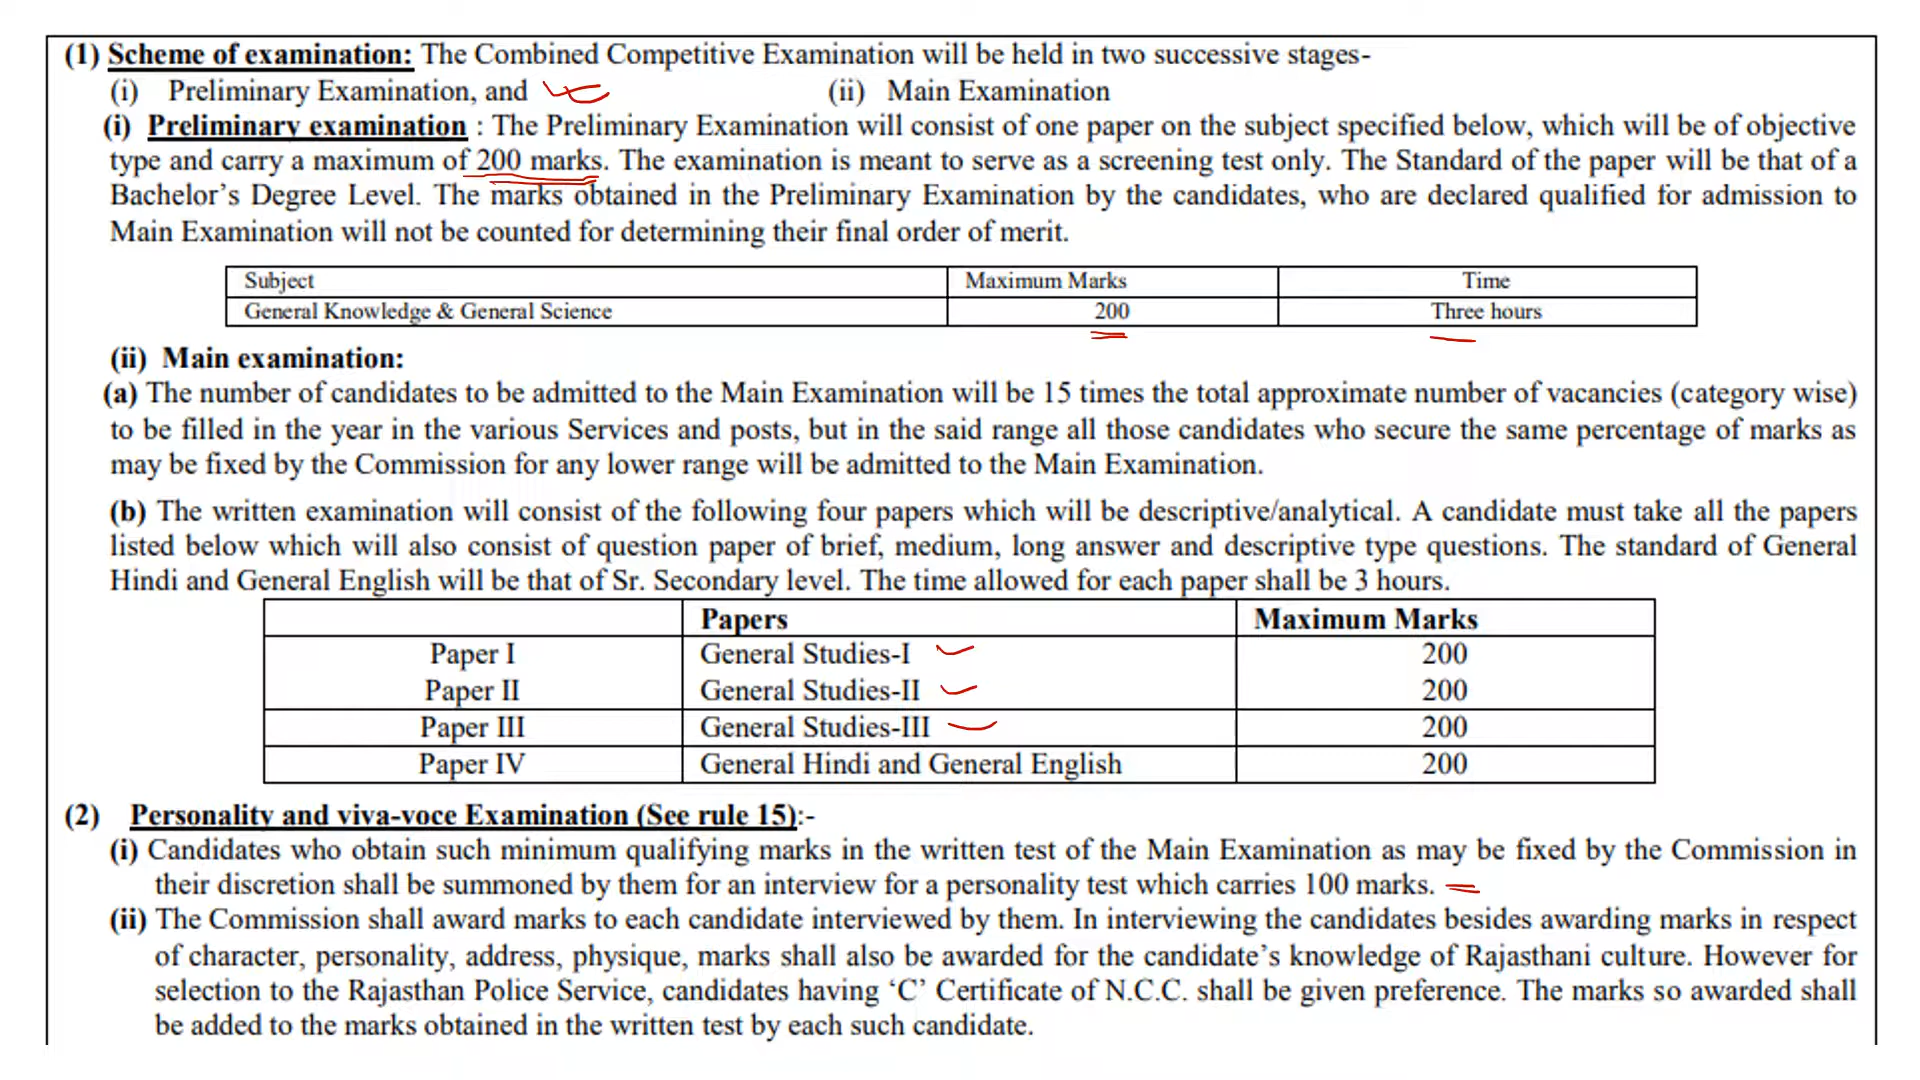 (1) Scheme of examination: The Combined Competitive Examination will be held in two successive stages-
(i) Preliminary Examination, and (ii) Main Examination
(i) Preliminary examination : The Preliminary Examination will consist of one paper on the subject specified below, which will be of objective
type and carry a maximum of 200 marks. The examination is meant to serve as a screening test only. The Standard of the paper will be that of a
Bachelor's Degree Level. The marks obtained in the Preliminary Examination by the candidates, who are declared qualified for admission to
Main Examination will not be counted for determining their final order of merit.
Subject Maximum Marks Time
General Knowledge & General Science 200 Three hours
(ii) Main examination:
(a) The number of candidates to be admitted to the Main Examination will be 15 times the total approximate number of vacancies (category wise)
to be filled in the year in the various Services and posts, but in the said range all those candidates who secure the same percentage of marks as
may be fixed by the Commission for any lower range will be admitted to the Main Examination.
(b) The written examination will consist of the following four papers which will be descriptive/analytical. A candidate must take all the papers
listed below which will also consist of question paper of brief, medium, long answer and descriptive type questions. The standard of General
Hindi and General English will be that of Sr. Secondary level. The time allowed for each paper shall be 3 hours.
Papers Maximum Marks
Paper I General Studies-I 200
Paper II General Studies-II 200
Paper III General Studies-III 200
Paper IV General Hindi and General English 200
(2) Personality and viva-voce Examination (See rule 15):-
(i) Candidates who obtain such minimum qualifying marks in the written test of the Main Examination as may be fixed by the Commission in
their discretion shall be summoned by them for an interview for a personality test which carries 100 marks.
(ii) The Commission shall award marks to each candidate interviewed by them. In interviewing the candidates besides awarding marks in respect
of character, personality, address, physique, marks shall also be awarded for the candidate's knowledge of Rajasthani culture. However for
selection to the Rajasthan Police Service, candidates having ‘C’ Certificate of N.C.C. shall be given preference. The marks so awarded shall
be added to the marks obtained in the written test by each such candidate.